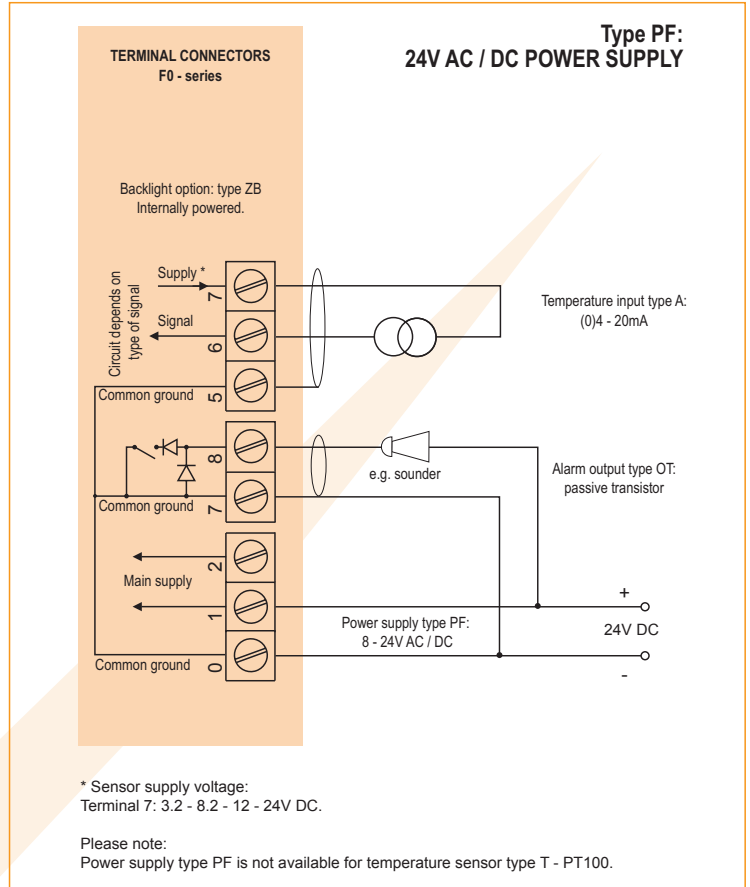 Type PF:
24V AC / DC POWER SUPPLY
TERMINAL CONNECTORS
F0 - series
Backlight option: type ZB
Internally powered.
Circuit depends on
type of signal
Supply *
7
Signal
6
Common ground
5
Temperature input type A:
(0)4 - 20mA
8
e.g. sounder
Alarm output type OT:
passive transistor
Common ground
7
2
Main supply
1
Power supply type PF:
8 - 24V AC / DC
+
24V DC
-
Common ground
0
* Sensor supply voltage:
Terminal 7: 3.2 - 8.2 - 12 - 24V DC.
Please note:
Power supply type PF is not available for temperature sensor type T - PT100.